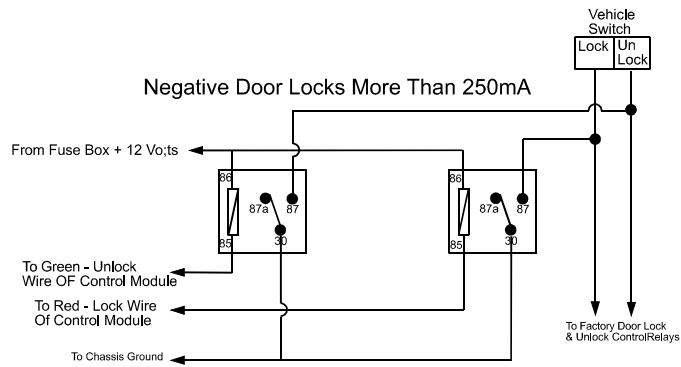 Vehicle
Switch
Lock
Un
Lock
Negative Door Locks More Than 250mA
From Fuse Box + 12 Vo;ts
86
87a
87
85
30
86
87a
87
85
30
To Green - Unlock
Wire OF Control Module
To Red - Lock Wire
Of Control Module
To Chassis Ground
To Factory Door Lock
& Unlock ControlRelays